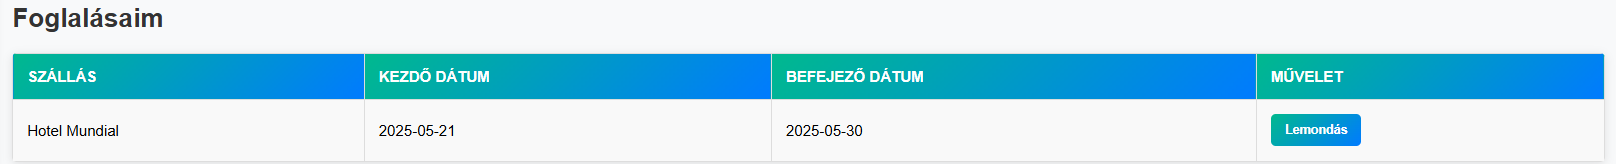 Foglalásaim
SZÁLLÁS KEZDŐ DÁTUM BEFEJEZŐ DÁTUM MŰVELET
Hotel Mundial 2025-05-21 2025-05-30 Lemondás